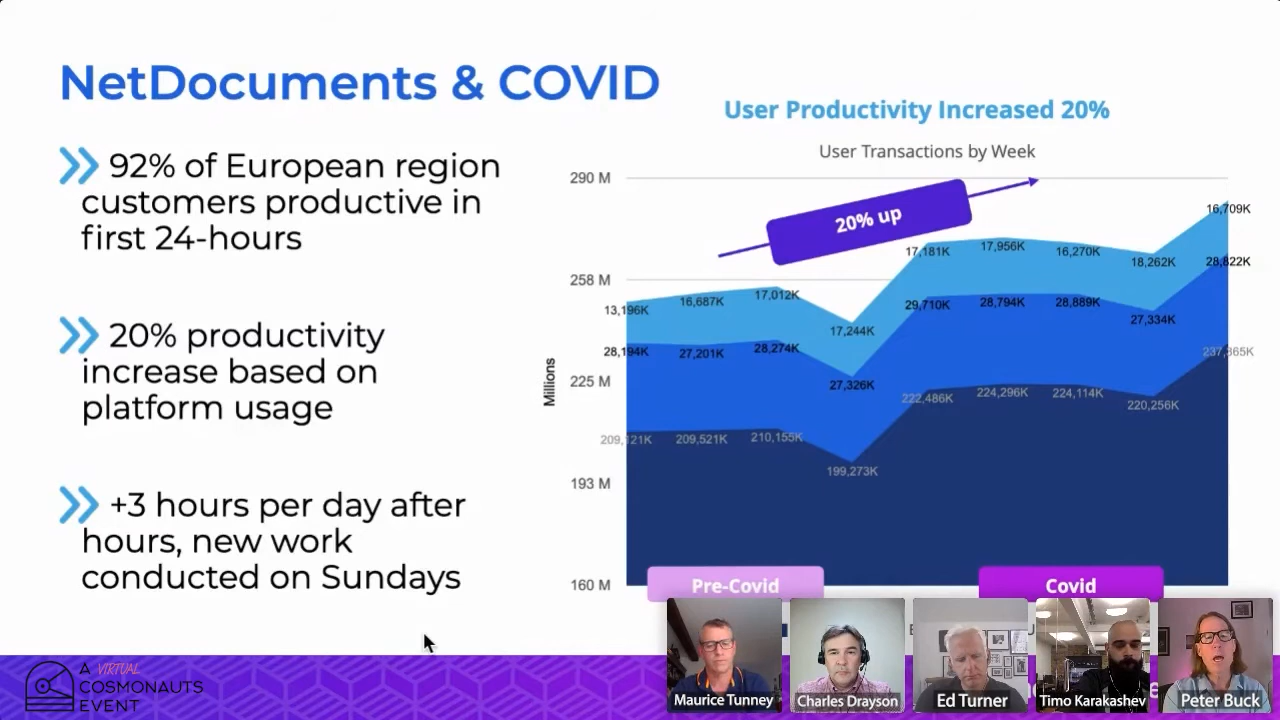 NetDocuments & COVID
92% of European region
customers productive in
first 24-hours
20% productivity
increase based on
platform usage
+3 hours per day after
hours, new work
conducted on Sundays
User Productivity Increased 20%
User Transactions by Week
290 M
258 M
225 M
193 M
160 M
Millions
20% up
13,196K
16,687K
17,012K
17,244K
17,181K
17,956K
16,270K
18,262K
16,709K
28,194K
27,201K
28,274K
27,326K
29,710K
28,794K
28,889K
27,334K
28,822K
209,121K
209,521K
210,155K
199,273K
222,486K
224,296K
224,114K
220,256K
237,365K
Pre-Covid
Covid
A VIRTUAL
COSMONAUTS
EVENT
Maurice Tunney
Charles Drayson
Ed Turner
Timo Karakashev
Peter Buck